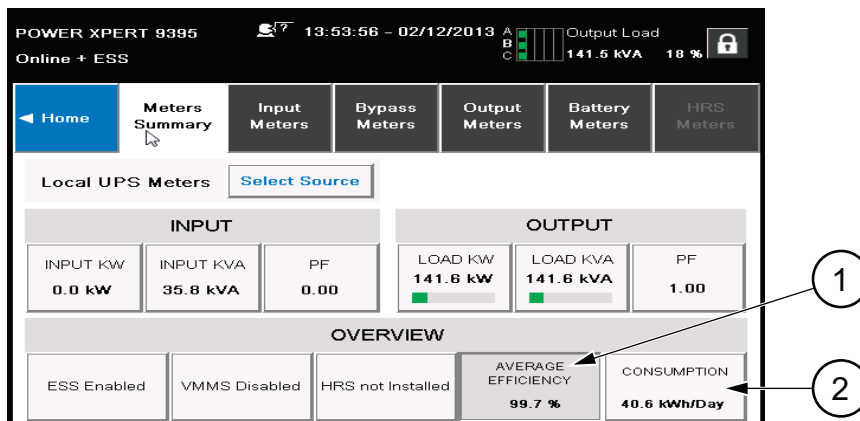 POWER XPERT 9395
? 13:53:56 - 02/12/2013
A
B
C
Output Load
Online + ESS
141.5 kVA 18 %
Home
Meters Summary
Input Meters
Bypass Meters
Output Meters
Battery Meters
HRS Meters
Local UPS Meters
Select Source
INPUT
OUTPUT
INPUT KW
0.0 kW
INPUT KVA
35.8 kVA
PF
0.00
LOAD KW
141.6 kW
LOAD KVA
141.6 kVA
PF
1.00
1
OVERVIEW
ESS Enabled
VMMS Disabled
HRS not Installed
AVERAGE
EFFICIENCY
99.7 %
CONSUMPTION
40.6 kWh/Day
2